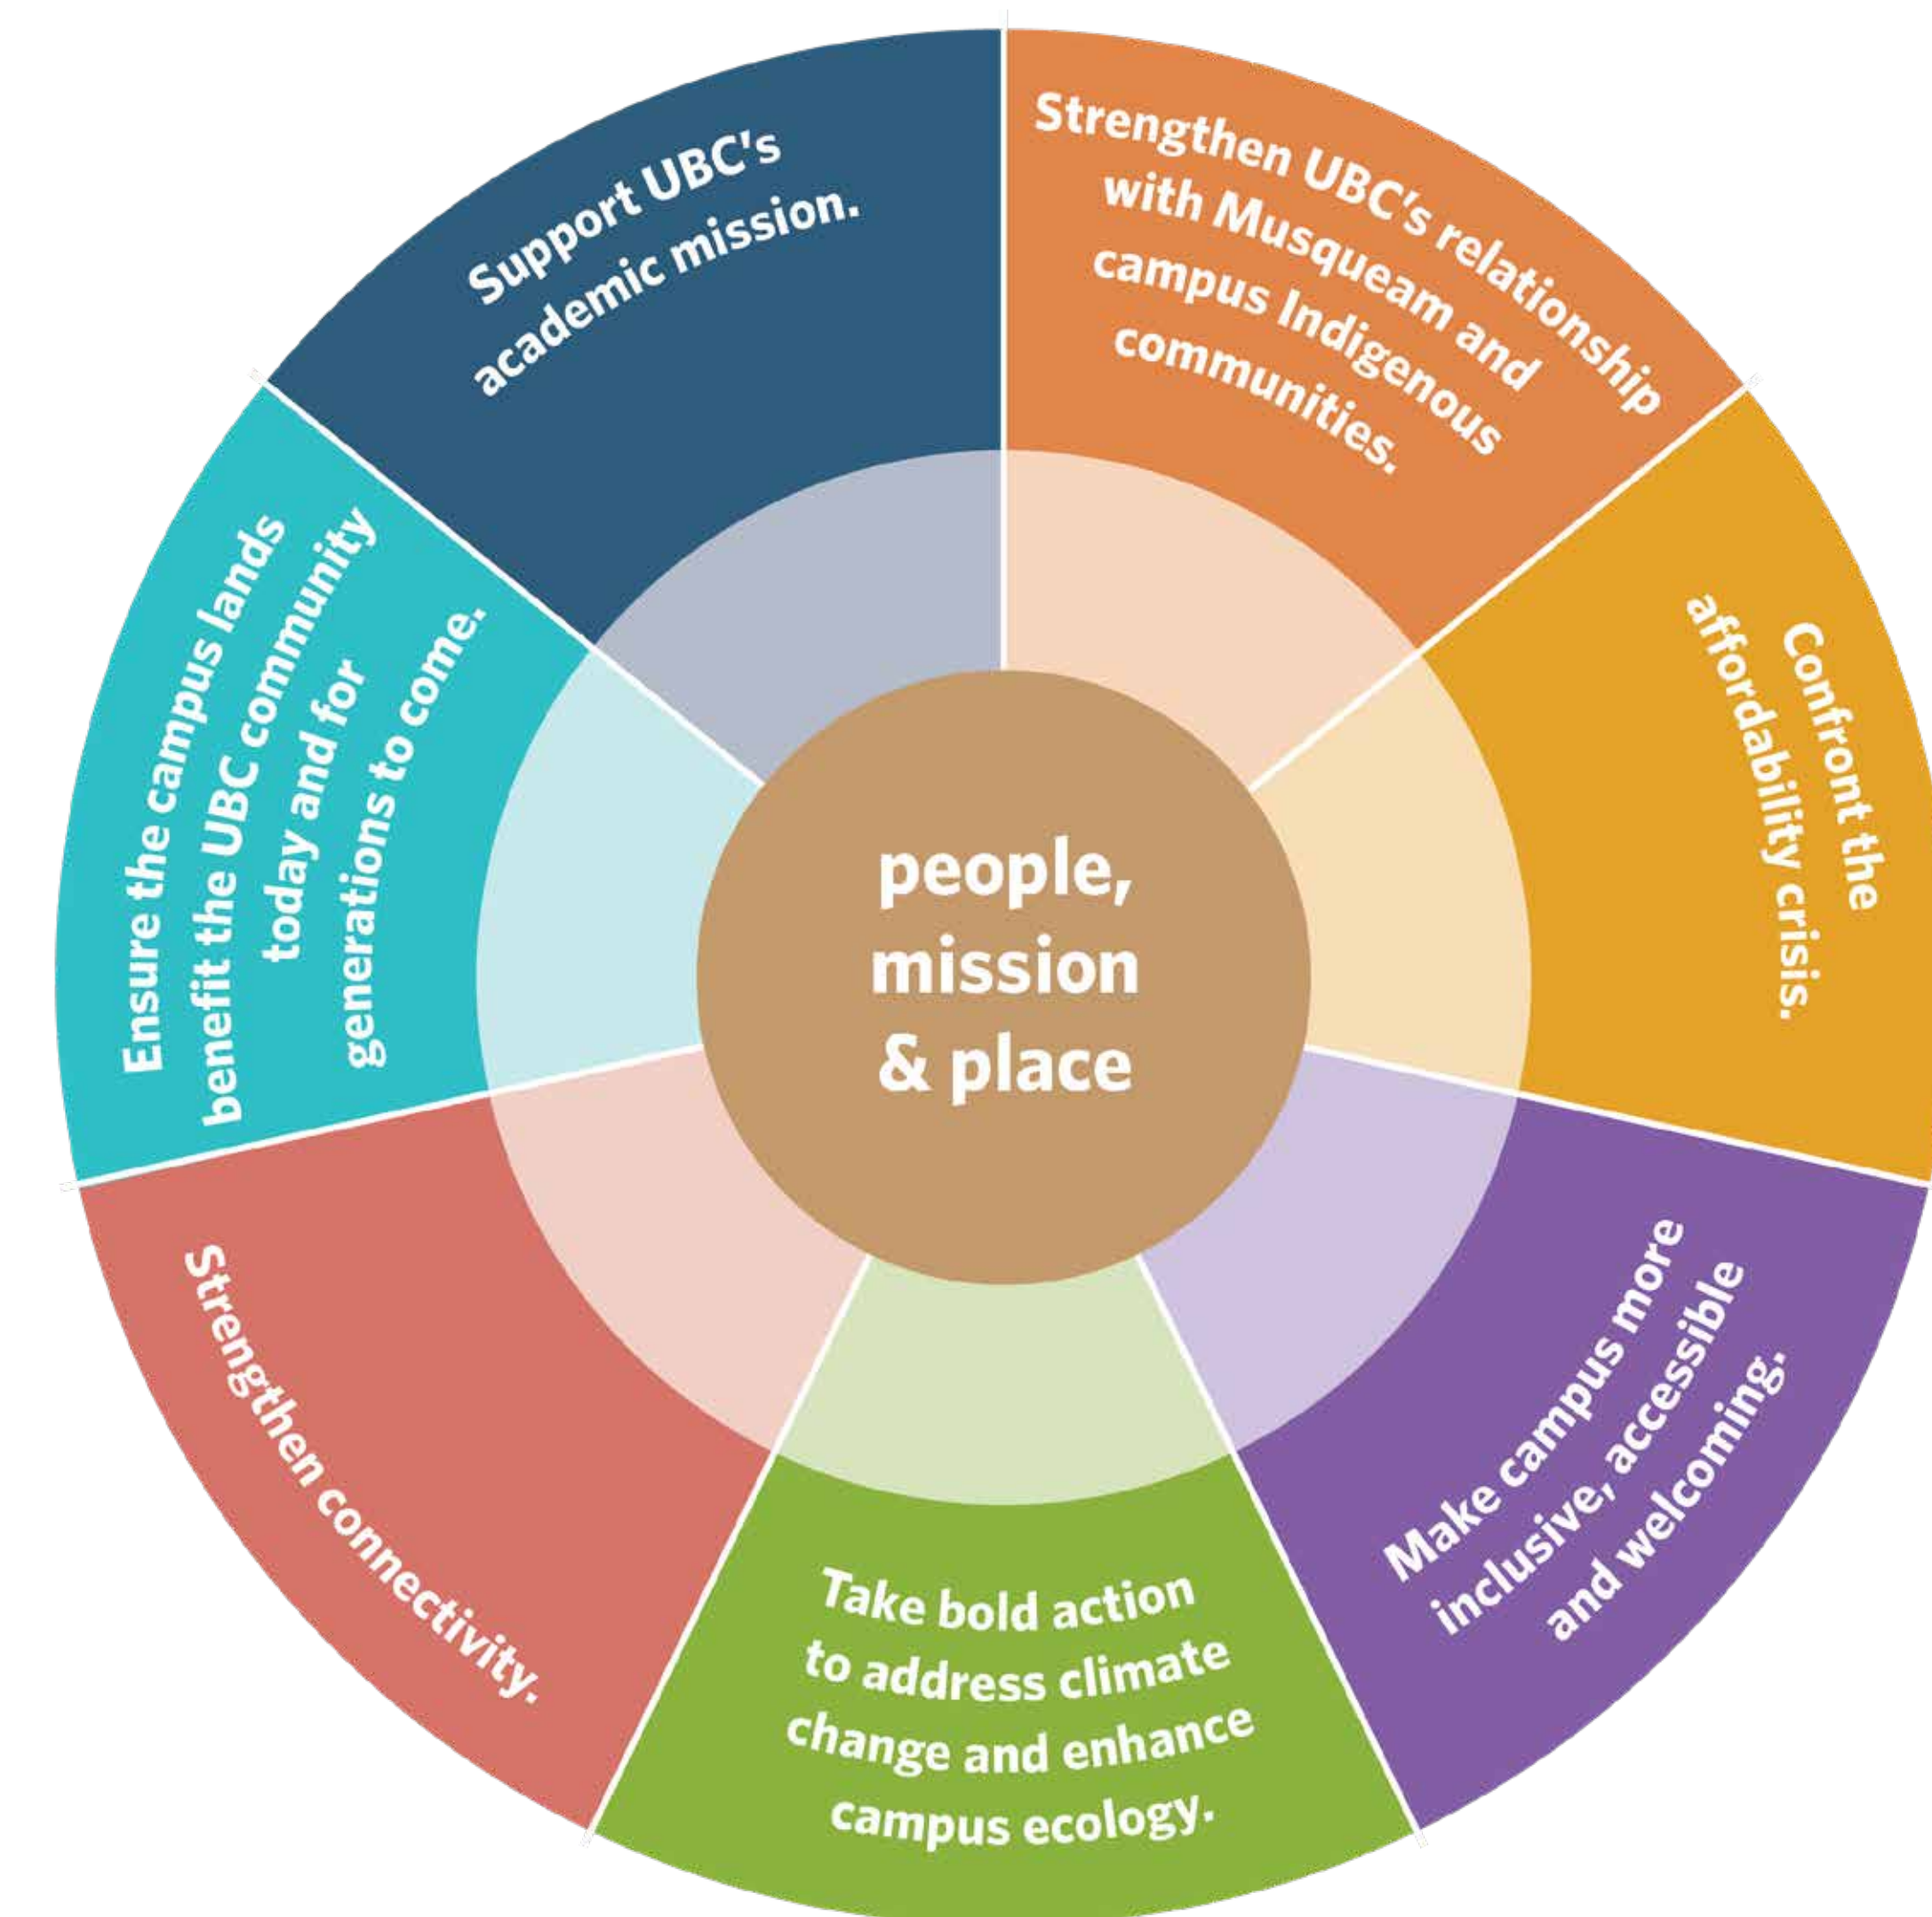 Support UBC's
academic mission.
Strengthen UBC's relationship
with Musqueam and
campus Indigenous
communities.
Confront the
affordability crisis.
Make campus more
inclusive, accessible
and welcoming.
Take bold action
to address climate
change and enhance
campus ecology.
Strengthen connectivity.
Ensure the campus lands
benefit the UBC community
today and for
generations to come.
people,
mission
& place